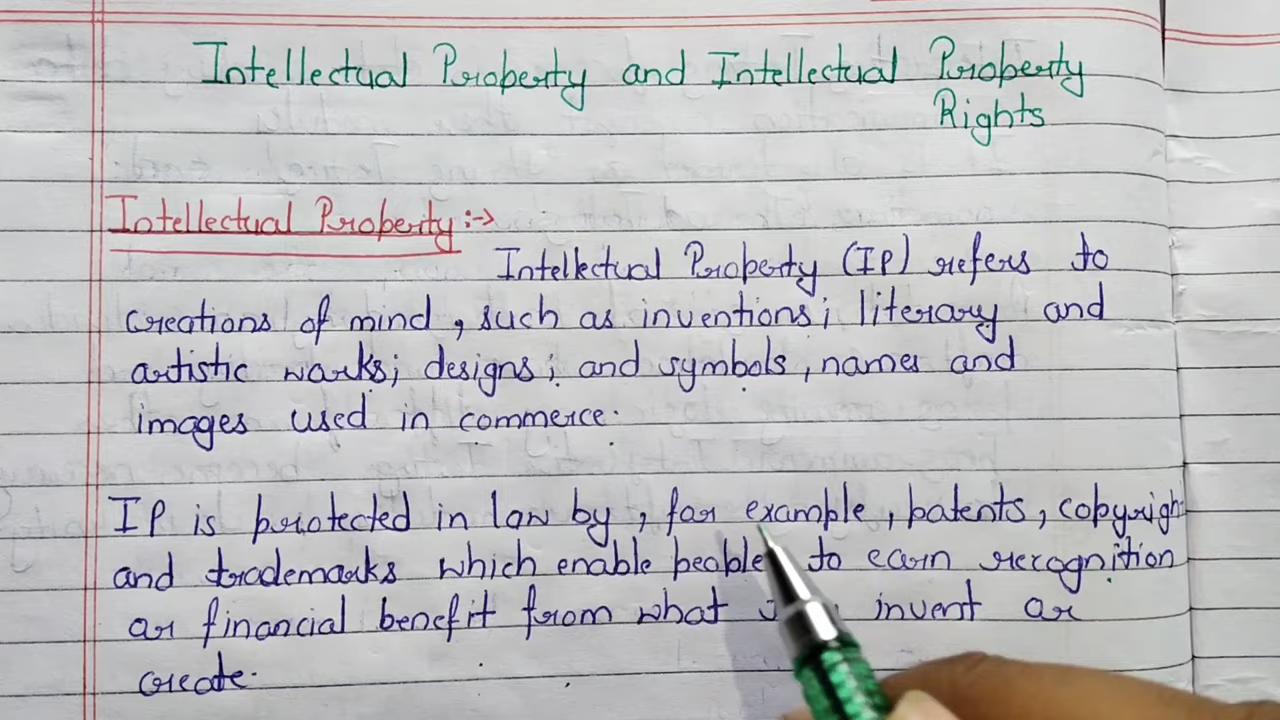 Intellectual Property and Intellectual Property
Rights
Intellectual Property :->
Intellectual Property (IP) refers to
creations of mind, such as inventions; literary and
artistic works; designs; and symbols, names and
images used in commerce.
IP is protected in law by, for example, patents, copyrigh
and trademarks which enable people to earn recognition
or financial benefit from what invent or
create.